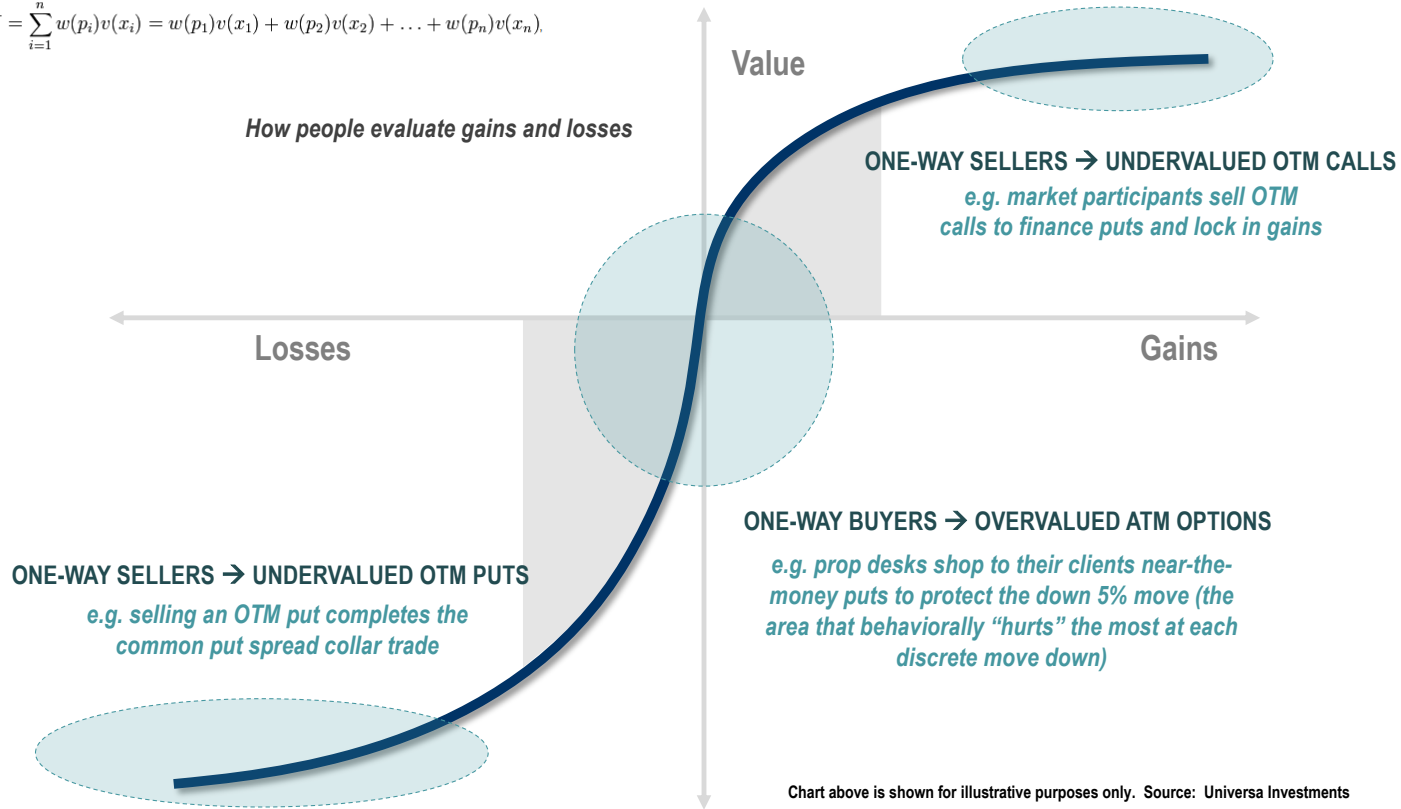 = \sum_{i=1}^{n} w(p_i)v(x_i) = w(p_1)v(x_1) + w(p_2)v(x_2) + \ldots + w(p_n)v(x_n),
Value
How people evaluate gains and losses
ONE-WAY SELLERS → UNDERVALUED OTM CALLS
e.g. market participants sell OTM
calls to finance puts and lock in gains
Losses
Gains
ONE-WAY BUYERS → OVERVALUED ATM OPTIONS
e.g. prop desks shop to their clients near-the-
money puts to protect the down 5% move (the
area that behaviorally “hurts” the most at each
discrete move down)
ONE-WAY SELLERS → UNDERVALUED OTM PUTS
e.g. selling an OTM put completes the
common put spread collar trade
Chart above is shown for illustrative purposes only. Source: Universa Investments